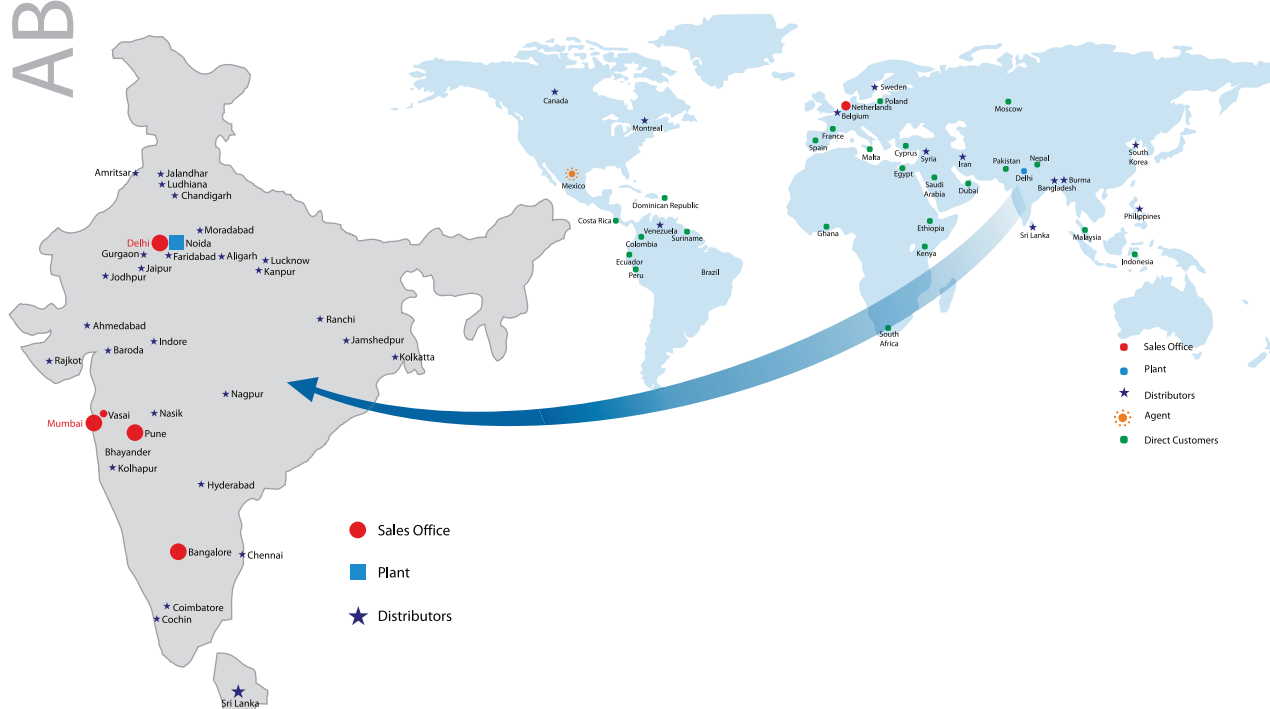 AB
Amritsar
Jalandhar
Ludhiana
Chandigarh
Moradabad
Delhi
Noida
Gurgaon
Faridabad
Aligarh
Lucknow
Jaipur
Kanpur
Jodhpur
Ahmedabad
Ranchi
Indore
Jamshedpur
Baroda
Rajkot
Kolkatta
Nagpur
Vasai
Nasik
Mumbai
Pune
Bhayander
Kolhapur
Hyderabad
Bangalore
Chennai
Coimbatore
Cochin
Sri Lanka
Sales Office
Plant
Distributors
Canada
Montreal
Mexico
Dominican Republic
Costa Rica
Venezuela
Suriname
Colombia
Ecuador
Peru
Brazil
Sweden
Poland
Netherlands
Belgium
France
Spain
Malta
Cyprus
Syria
Iran
Egypt
Saudi
Arabia
Dubai
Moscow
Pakistan
Nepal
Delhi
Burma
Bangladesh
South
Korea
Philippines
Sri Lanka
Malaysia
Indonesia
Ghana
Ethiopia
Kenya
South
Africa
Sales Office
Plant
Distributors
Agent
Direct Customers